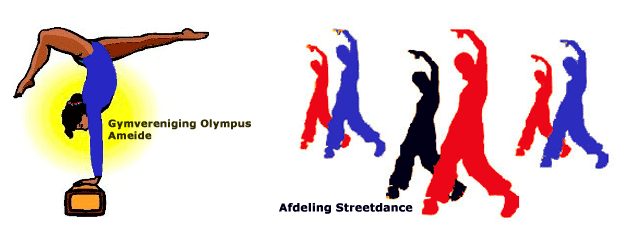 Gymvereniging Olympus
Ameide
Afdeling Streetdance